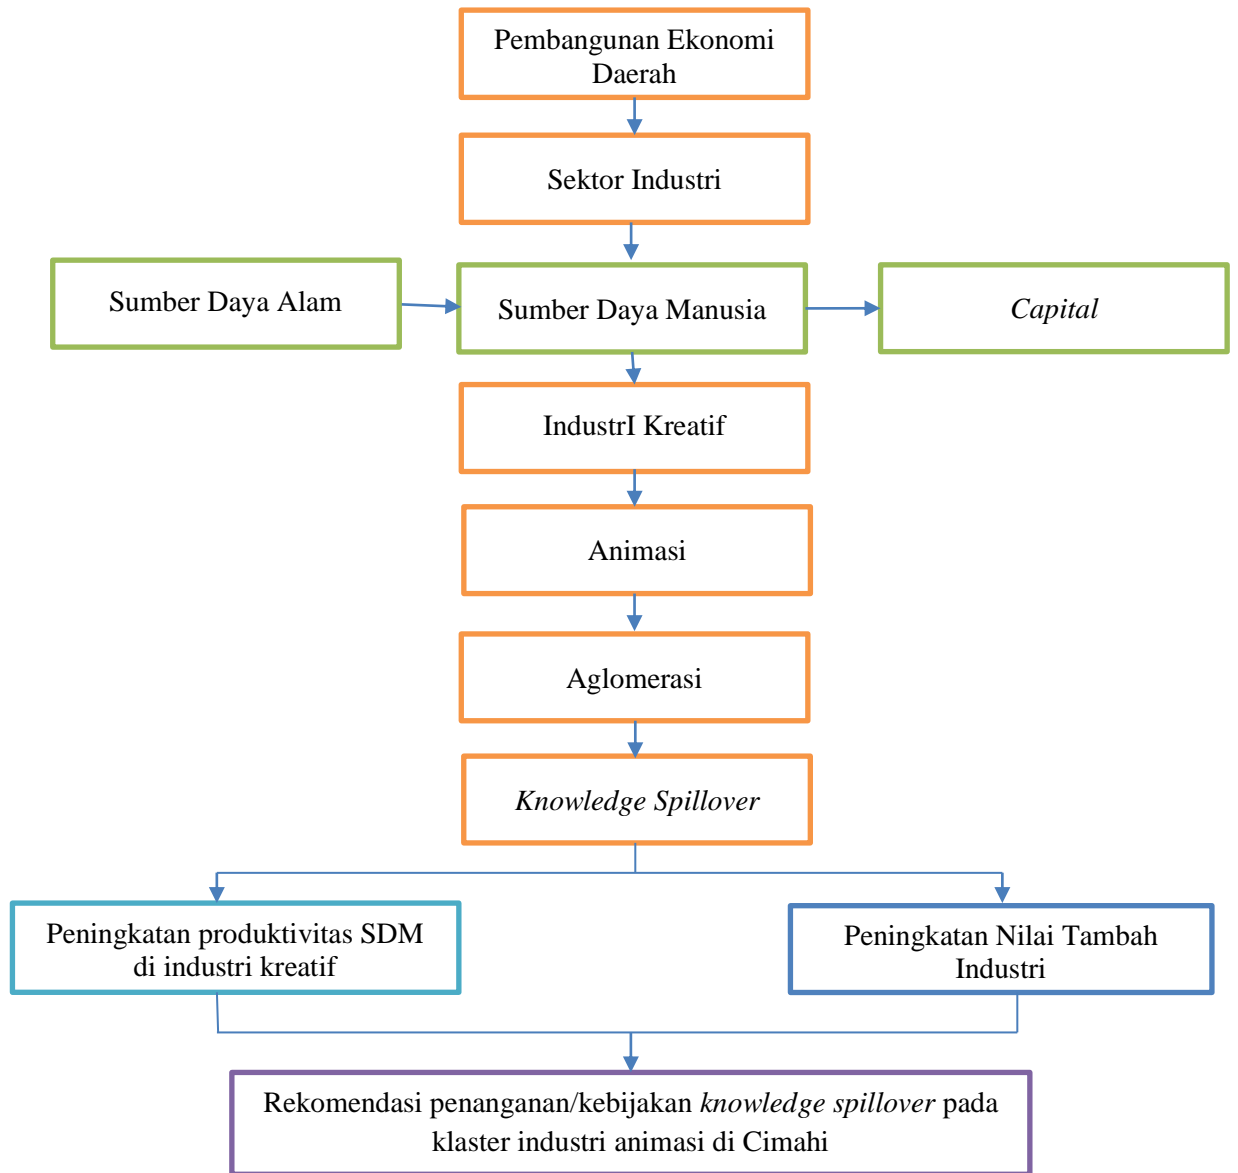 Pembangunan Ekonomi
Daerah
Sektor Industri
Sumber Daya Alam
Sumber Daya Manusia
Capital
IndustrI Kreatif
Animasi
Aglomerasi
Knowledge Spillover
Peningkatan produktivitas SDM
di industri kreatif
Peningkatan Nilai Tambah
Industri
Rekomendasi penanganan/kebijakan knowledge spillover pada
klaster industri animasi di Cimahi